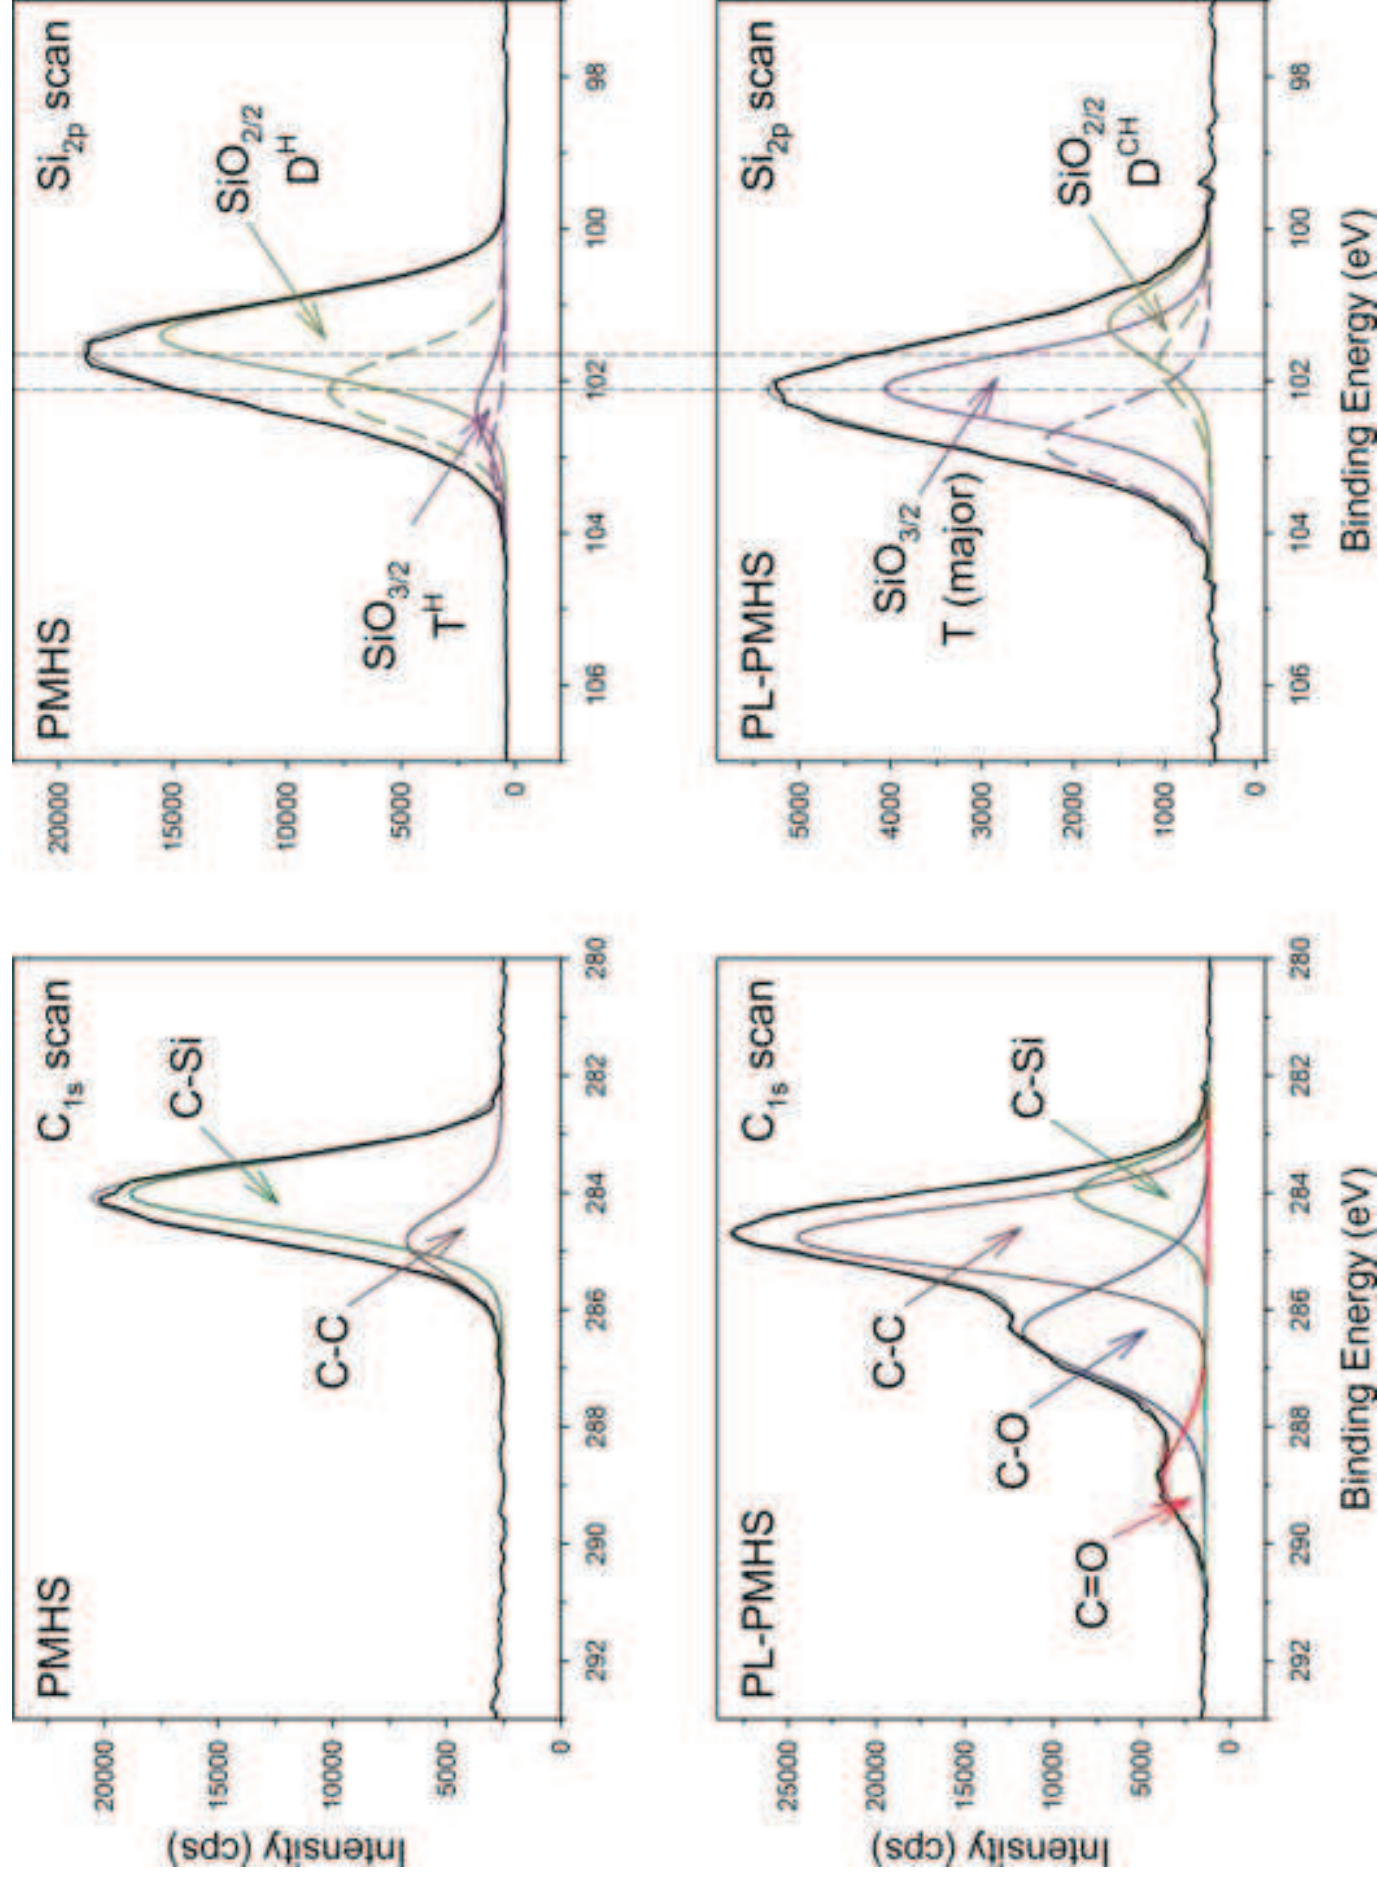 PMHS
C1s scan
C-Si
C-C
20000
15000
10000
5000
0
292
290
288
286
284
282
280
Intensity (cps)
PMHS
Si2p scan
SiO2/2
D^H
SiO3/2
T^H
20000
15000
10000
5000
0
106
104
102
100
98
PL-PMHS
C1s scan
C-C
C-Si
C-O
C=O
25000
20000
15000
10000
5000
0
292
290
288
286
284
282
280
Intensity (cps)
Binding Energy (eV)
PL-PMHS
Si2p scan
SiO3/2
T (major)
SiO2/2
D^CH
5000
4000
3000
2000
1000
0
106
104
102
100
98
Binding Energy (eV)